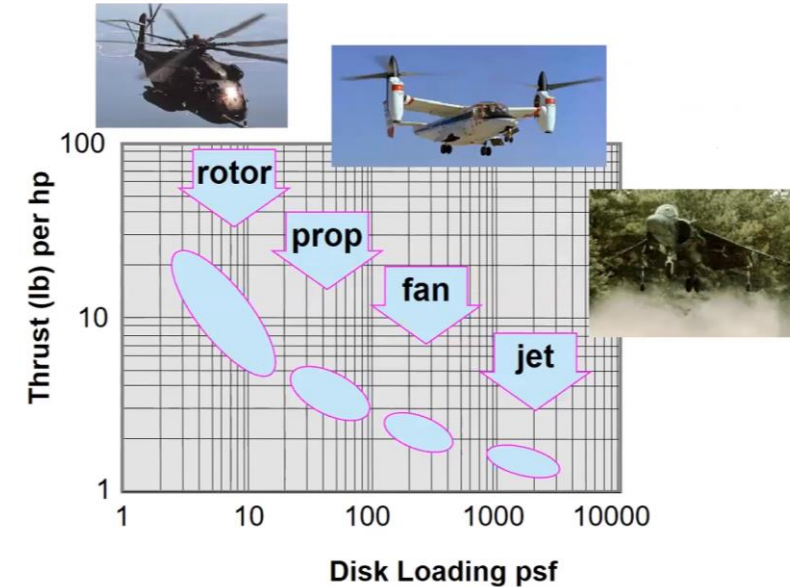 100
rotor
prop
fan
10
jet
1
1
10
100
1000
10000
Thrust (lb) per hp
Disk Loading psf